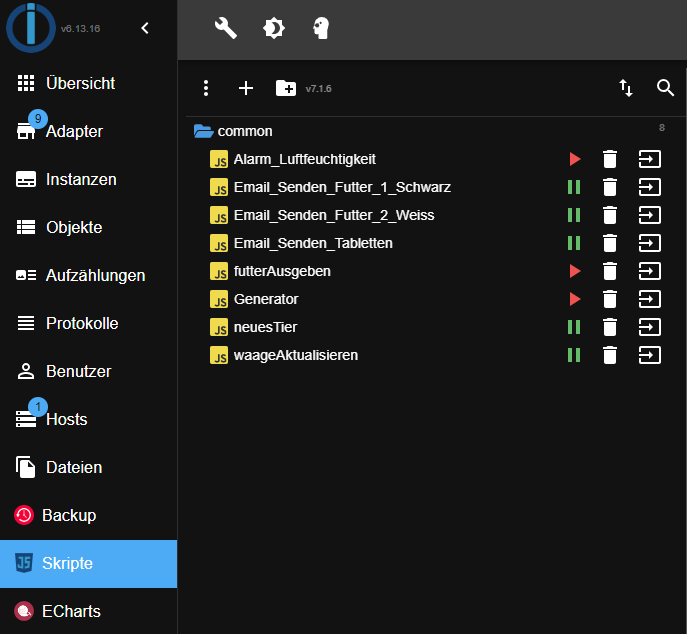 v6.13.16
Übersicht
9
Adapter
Instanzen
Objekte
Aufzählungen
Protokolle
Benutzer
1
Hosts
Dateien
Backup
JS Skripte
ECharts
v7.1.6
common 8
JS Alarm_Luftfeuchtigkeit
JS Email_Senden_Futter_1_Schwarz
JS Email_Senden_Futter_2_Weiss
JS Email_Senden_Tabletten
JS futterAusgeben
JS Generator
JS neuesTier
JS waageAktualisieren